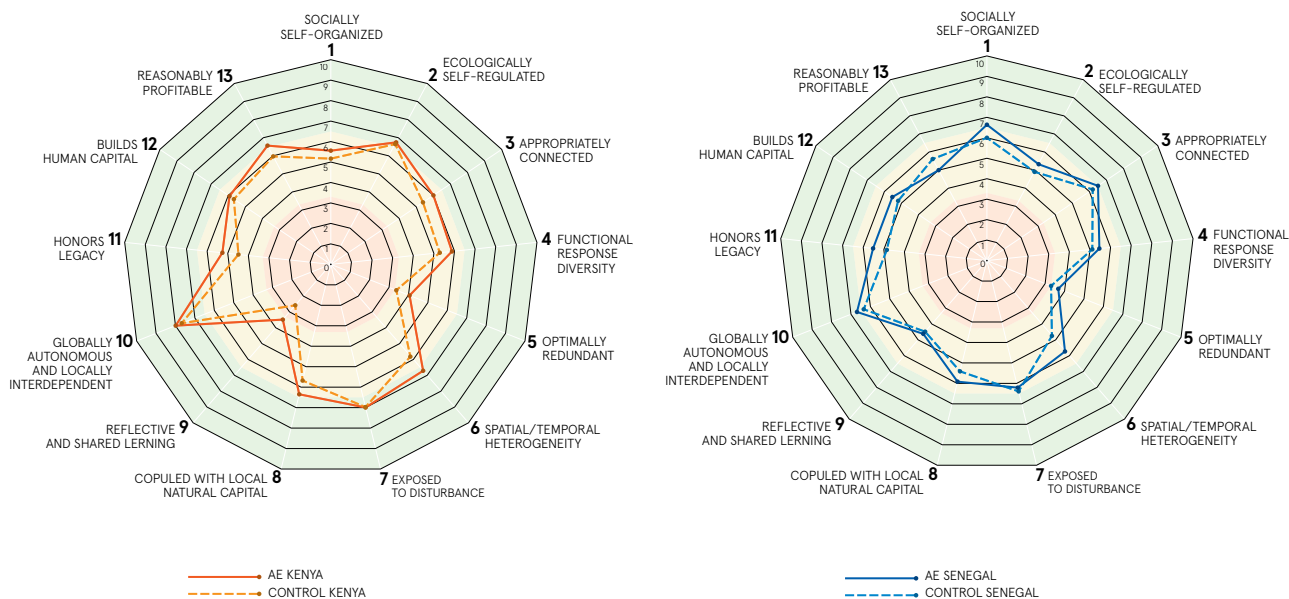 SOCIALLY
SELF-ORGANIZED
1
2 ECOLOGICALLY
SELF-REGULATED
3 APPROPRIATELY
CONNECTED
4 FUNCTIONAL
RESPONSE
DIVERSITY
5 OPTIMALLY
REDUNDANT
6 SPATIAL/TEMPORAL
HETEROGENEITY
7 EXPOSED
TO DISTURBANCE
COPULED WITH LOCAL 8
NATURAL CAPITAL
REFLECTIVE 9
AND SHARED LERNING
10
GLOBALLY
AUTONOMOUS
AND LOCALLY
INTERDEPENDENT
HONORS 11
LEGACY
BUILDS 12
HUMAN CAPITAL
REASONABLY 13
PROFITABLE
10
9
8
7
6
5
4
3
2
1
0
AE KENYA
CONTROL KENYA
SOCIALLY
SELF-ORGANIZED
1
2 ECOLOGICALLY
SELF-REGULATED
3 APPROPRIATELY
CONNECTED
4 FUNCTIONAL
RESPONSE
DIVERSITY
5 OPTIMALLY
REDUNDANT
6 SPATIAL/TEMPORAL
HETEROGENEITY
7 EXPOSED
TO DISTURBANCE
COPULED WITH LOCAL 8
NATURAL CAPITAL
REFLECTIVE 9
AND SHARED LERNING
10
GLOBALLY
AUTONOMOUS
AND LOCALLY
INTERDEPENDENT
HONORS 11
LEGACY
BUILDS 12
HUMAN CAPITAL
REASONABLY 13
PROFITABLE
10
9
8
7
6
5
4
3
2
1
0
AE SENEGAL
CONTROL SENEGAL